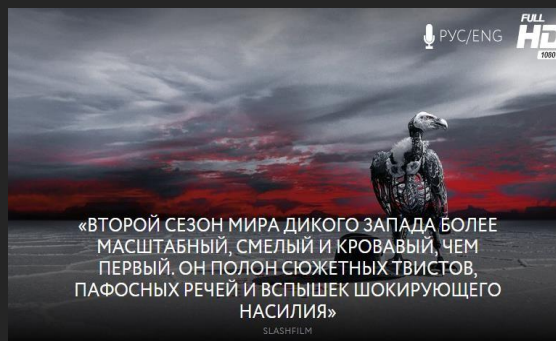 РУС/ENG
FULL
HD
1080
«ВТОРОЙ СЕЗОН МИРА ДИКОГО ЗАПАДА БОЛЕЕ
МАСШТАБНЫЙ, СМЕЛЫЙ И КРОВАВЫЙ, ЧЕМ
ПЕРВЫЙ. ОН ПОЛОН СЮЖЕТНЫХ ТВИСТОВ,
ПАФОСНЫХ РЕЧЕЙ И ВСПЫШЕК ШОКИРУЮЩЕГО
НАСИЛИЯ»
SLASHFILM